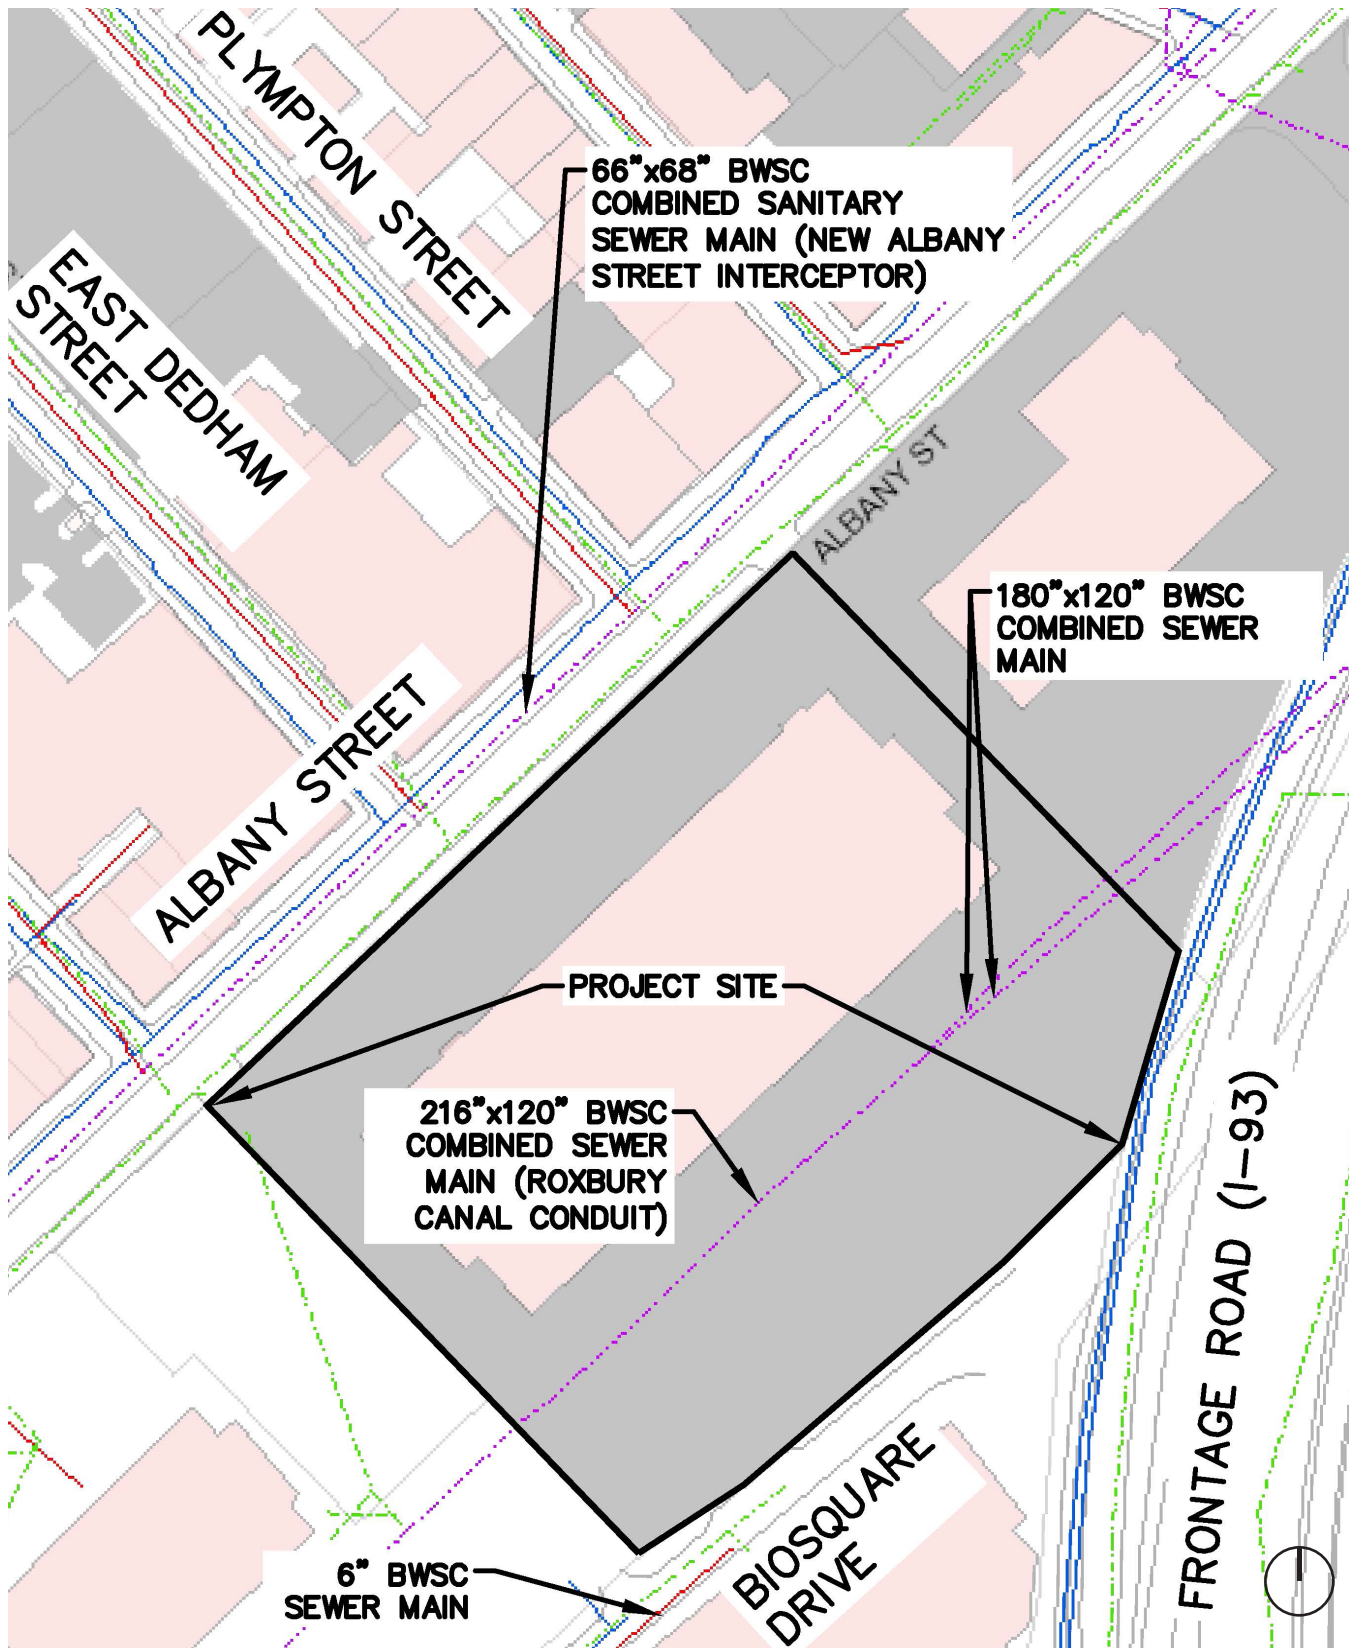 PLYMPTON STREET
66"x68" BWSC
COMBINED SANITARY
SEWER MAIN (NEW ALBANY
STREET INTERCEPTOR)
EAST DEDHAM
STREET
ALBANY ST
180"x120" BWSC
COMBINED SEWER
MAIN
ALBANY STREET
PROJECT SITE
216"x120" BWSC
COMBINED SEWER
MAIN (ROXBURY
CANAL CONDUIT)
FRONTAGE ROAD (I-93)
BIOSQUARE
DRIVE
6" BWSC
SEWER MAIN